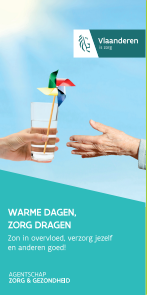 Vlaanderen
is zorg
WARME DAGEN,
ZORG DRAGEN
Zon in overvloed, verzorg jezelf
en anderen goed!
AGENTSCHAP
ZORG & GEZONDHEID